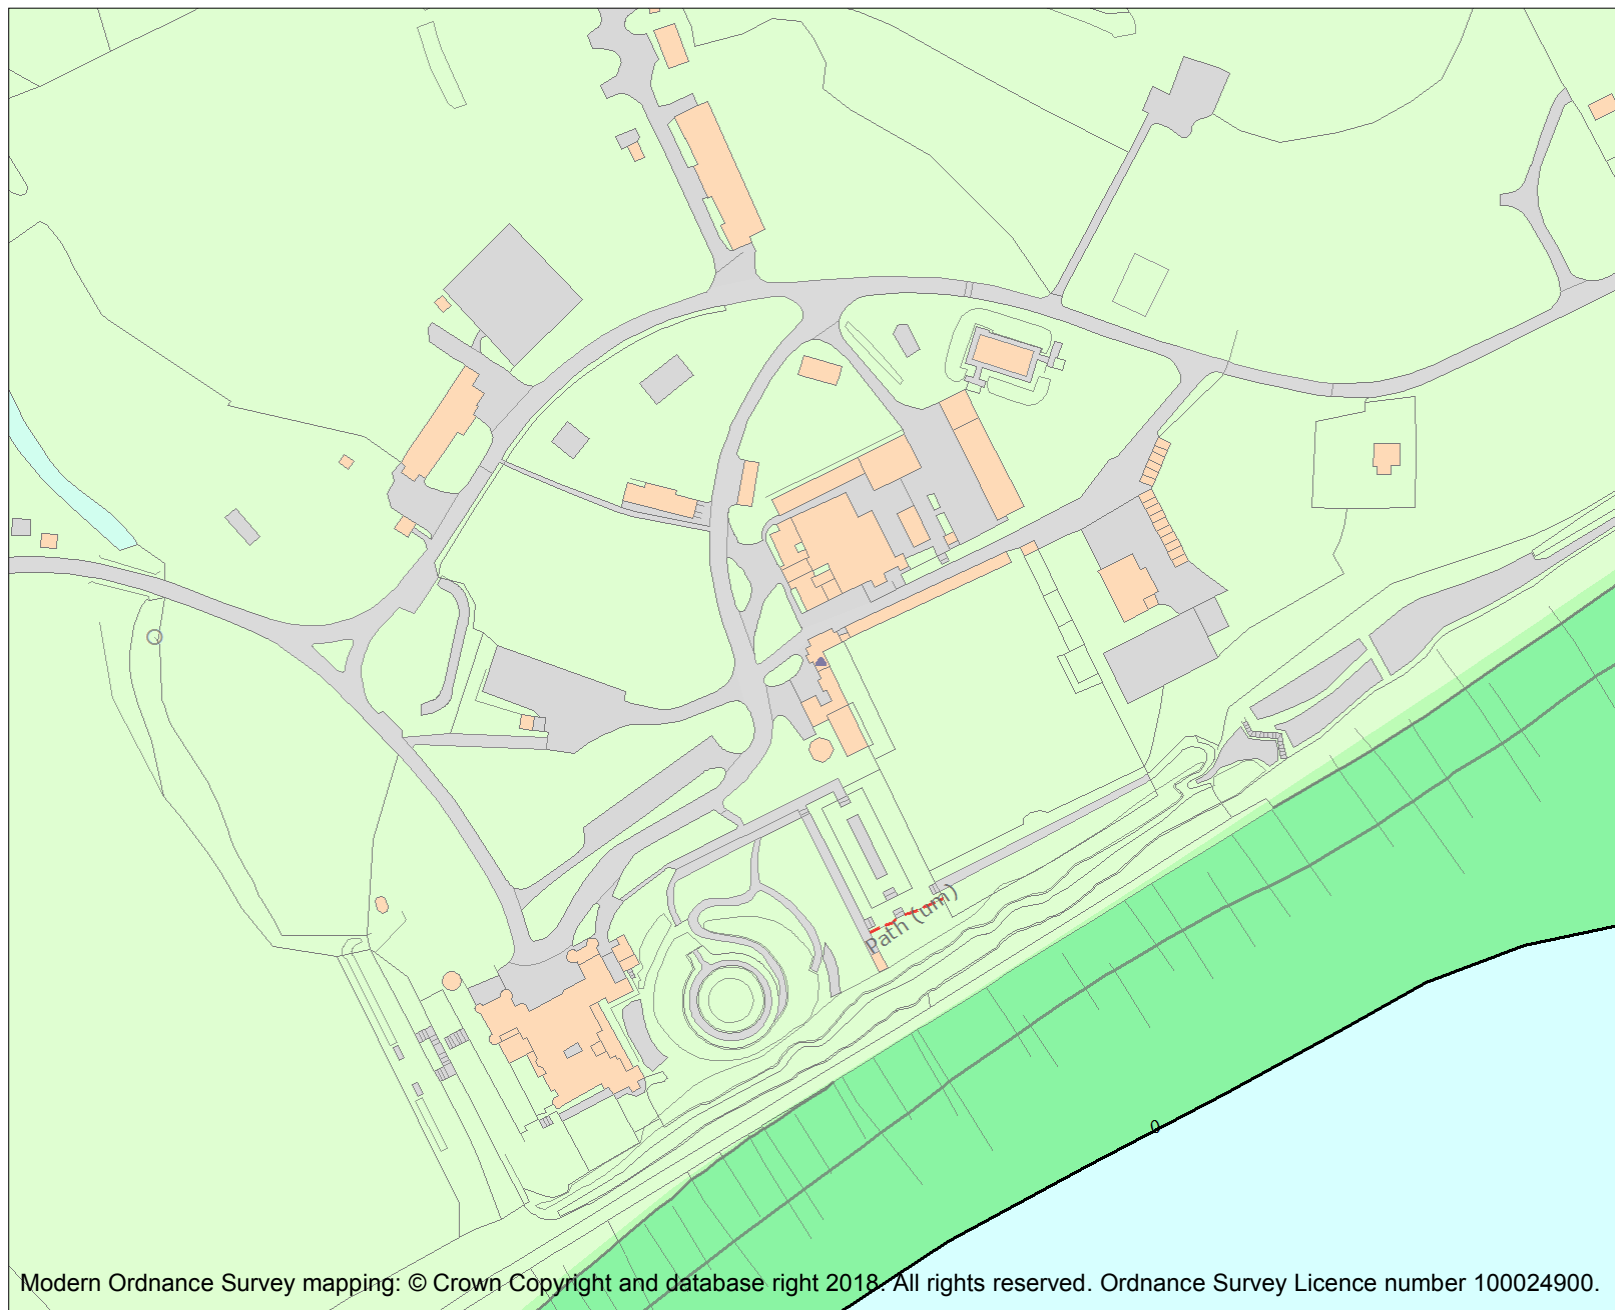 Path (um)
0
Modern Ordnance Survey mapping: © Crown Copyright and database right 2018. All rights reserved. Ordnance Survey Licence number 100024900.